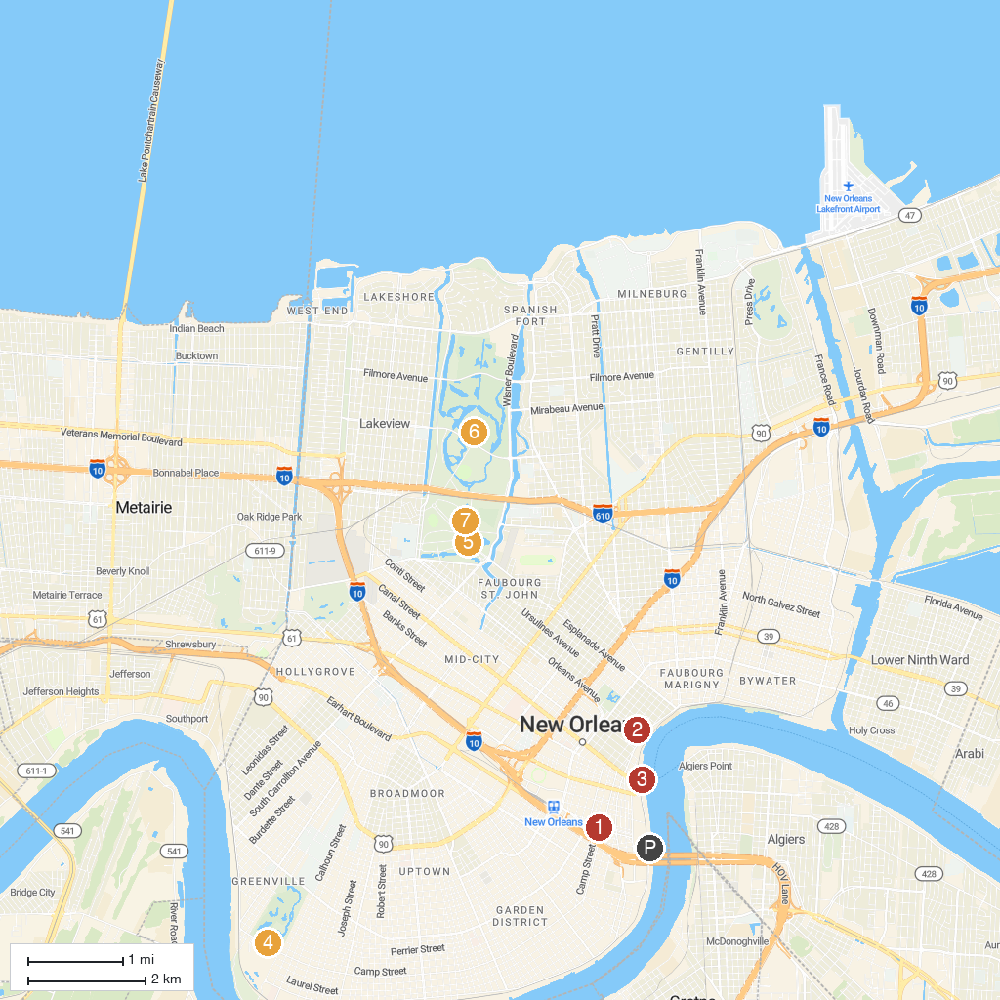 Lake Pontchartrain Causeway
New Orleans
Lakefront Airport
47
LAKESHORE
WEST END
SPANISH
FORT
MILNEBURG
Franklin Avenue
Press Drive
10
Indian Beach
Bucktown
Pratt Drive
GENTILLY
Downman Road
Filmore Avenue
Wisner Boulevard
Filmore Avenue
France Road
Jourdan Road
90
Mirabeau Avenue
Lakeview
6
90
10
Veterans Memorial Boulevard
10
Bonnabel Place
10
Metairie
Oak Ridge Park
7
610
5
611-9
Beverly Knoll
Conti Street
10
10
Metairie Terrace
Canal Street
FAUBOURG
ST. JOHN
Franklin Avenue
North Galvez Street
Florida Avenue
61
Banks Street
Ursulines Avenue
Esplanade Avenue
61
39
Shrewsbury
MID-CITY
Lower Ninth Ward
Jefferson
HOLLYGROVE
Orleans Avenue
FAUBOURG
MARIGNY
BYWATER
39
Jefferson Heights
90
46
Southport
Earhart Boulevard
New Orlea
2
Holy Cross
10
Leonidas Street
Arabi
611-1
Dante Street
South Carrollton Avenue
Algiers Point
3
BROADMOOR
Burdette Street
New Orleans
1
541
428
Algiers
541
90
P
Calhoun Street
Camp Street
UPTOWN
428
HOV Lane
GREENVILLE
Robert Street
Joseph Street
Bridge City
River Road
GARDEN
DISTRICT
4
McDonoghville
Perrier Street
1 mi
Camp Street
2 km
Laurel Street